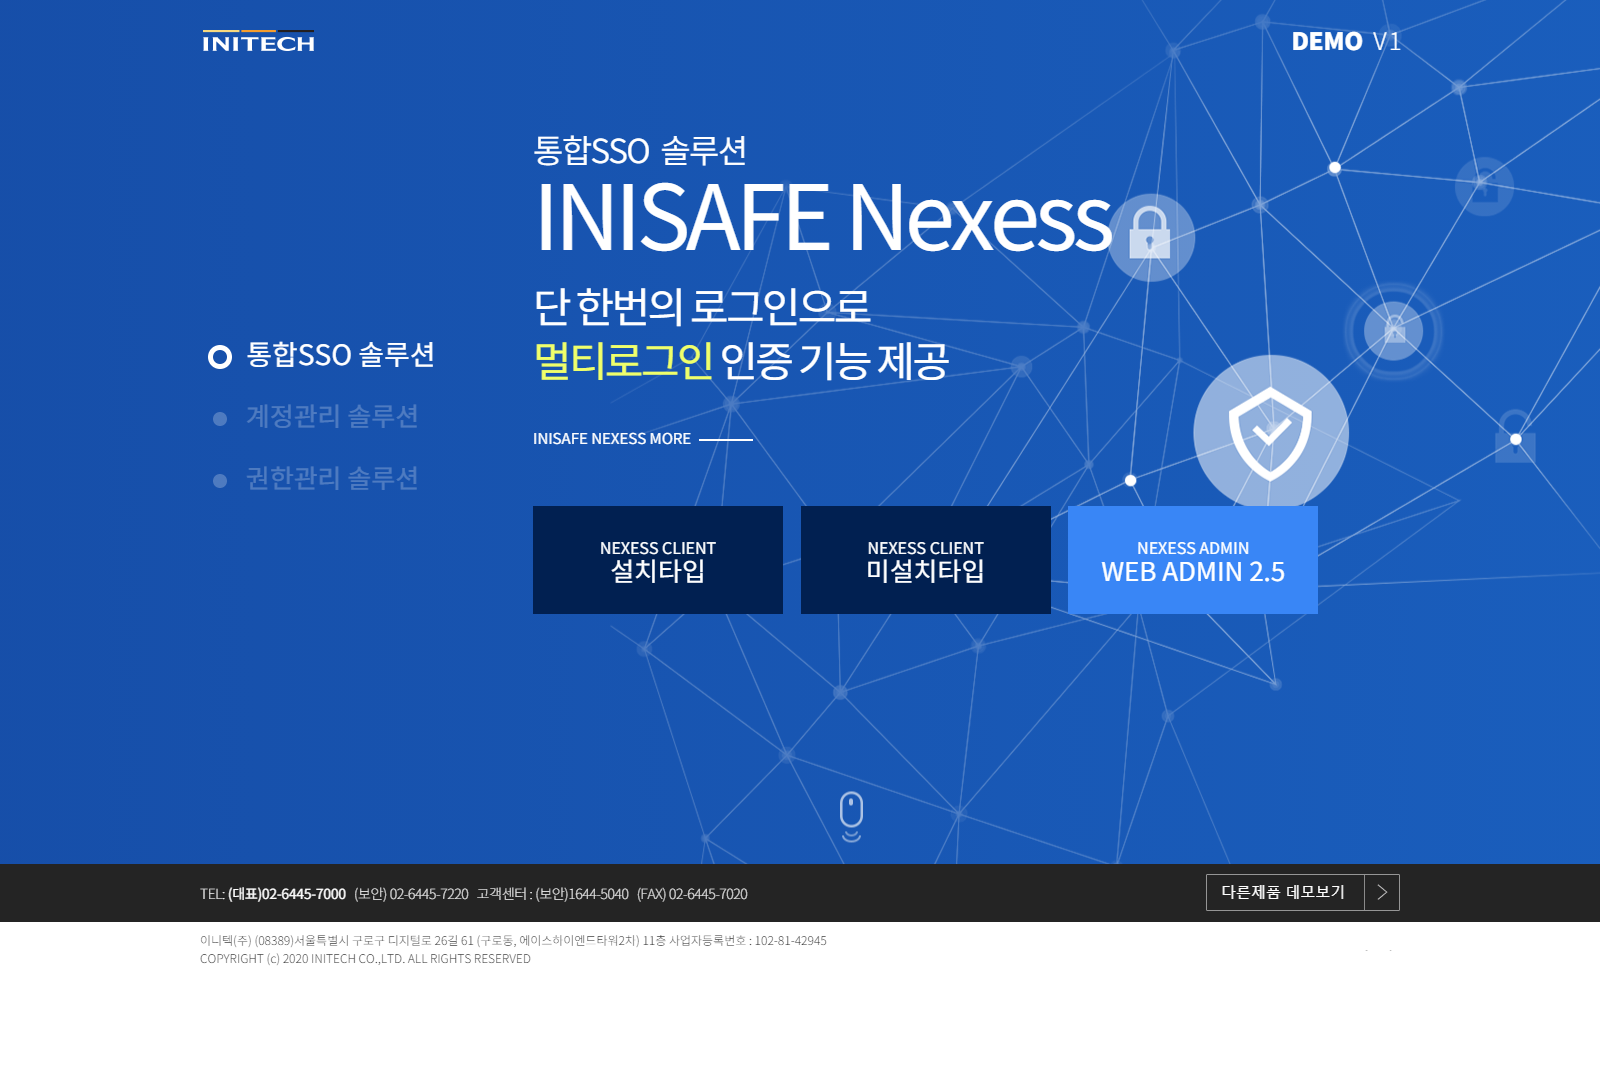 INITECH
DEMO V1
통합SSO 솔루션
INISAFE Nexess
단 한번의 로그인으로
멀티로그인 인증 기능 제공
통합SSO 솔루션
계정관리 솔루션
권한관리 솔루션
INISAFE NEXESS MORE
NEXESS CLIENT
설치타입
NEXESS CLIENT
미설치타입
NEXESS ADMIN
WEB ADMIN 2.5
TEL: (대표)02-6445-7000 (보안) 02-6445-7220 고객센터 : (보안)1644-5040 (FAX) 02-6445-7020
다른제품 데모보기
이니텍(주) (08389)서울특별시 구로구 디지털로 26길 61 (구로동, 에이스하이엔드타워2차) 11층 사업자등록번호 : 102-81-42945
COPYRIGHT (c) 2020 INITECH CO.,LTD. ALL RIGHTS RESERVED